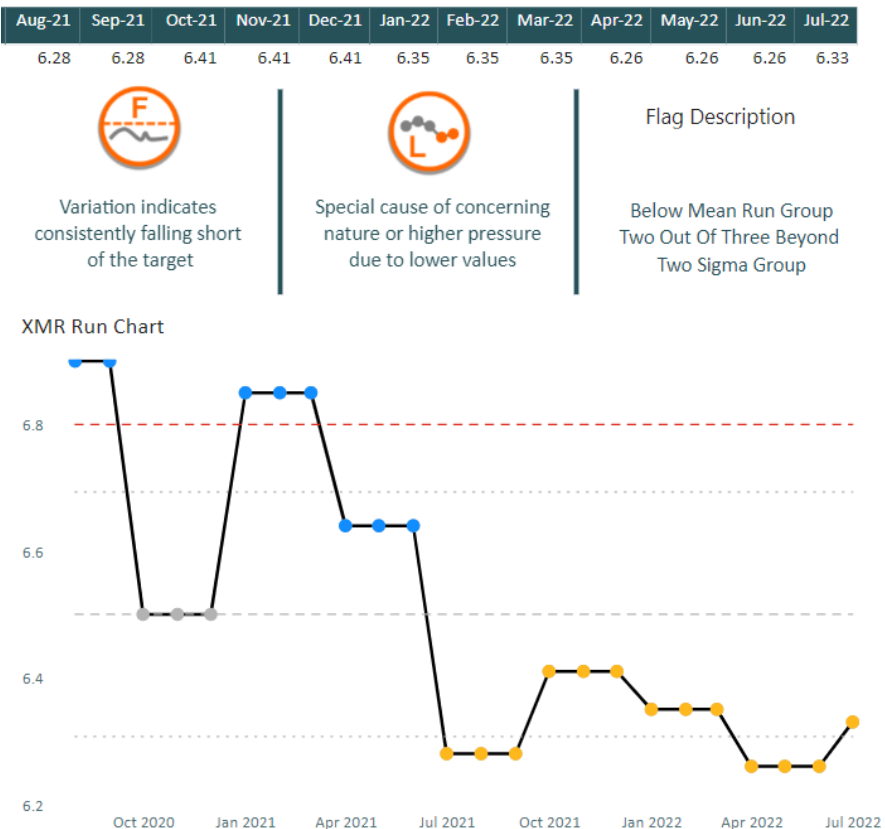 Aug-21 Sep-21 Oct-21 Nov-21 Dec-21 Jan-22 Feb-22 Mar-22 Apr-22 May-22 Jun-22 Jul-22
6.28 6.28 6.41 6.41 6.41 6.35 6.35 6.35 6.26 6.26 6.26 6.33
F
Variation indicates
consistently falling short
of the target
L
Special cause of concerning
nature or higher pressure
due to lower values
Flag Description
Below Mean Run Group
Two Out Of Three Beyond
Two Sigma Group
XMR Run Chart
6.8
6.6
6.4
6.2
Oct 2020 Jan 2021 Apr 2021 Jul 2021 Oct 2021 Jan 2022 Apr 2022 Jul 2022